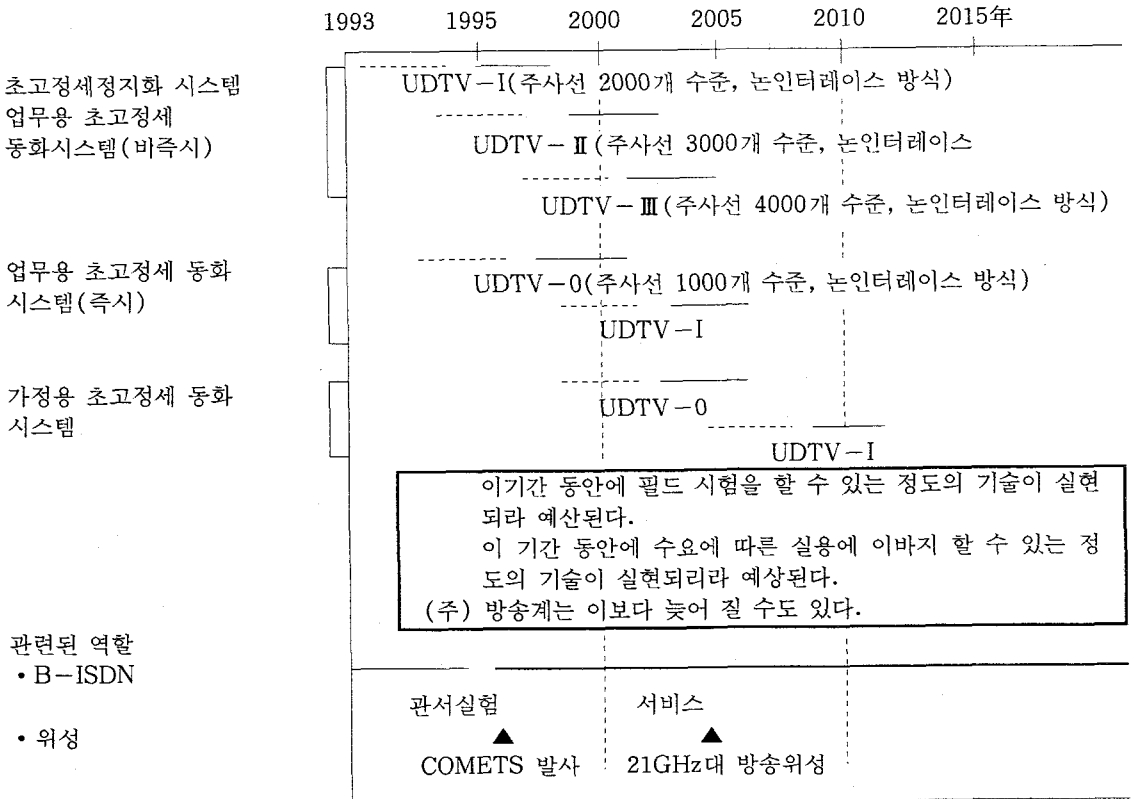 1993 1995 2000 2005 2010 2015年
초고정세정지화 시스템
업무용 초고정세
동화시스템(바즉시)
UDTV－I(주사선 2000개 수준, 논인터레이스 방식)
UDTV－Ⅱ(주사선 3000개 수준, 논인터레이스
UDTV－Ⅲ(주사선 4000개 수준, 논인터레이스 방식)
업무용 초고정세 동화
시스템(즉시)
UDTV－0(주사선 1000개 수준, 논인터레이스 방식)
UDTV－I
가정용 초고정세 동화
시스템
UDTV－0
UDTV－I
이기간 동안에 필드 시험을 할 수 있는 정도의 기술이 실현
되라 예산된다.
이 기간 동안에 수요에 따른 실용에 이바지 할 수 있는 정
도의 기술이 실현되리라 예상된다.
(주) 방송계는 이보다 늦어 질 수도 있다.
관련된 역할
• B－ISDN
• 위성
관서실험 서비스
▲ ▲
COMETS 발사 21GHz대 방송위성